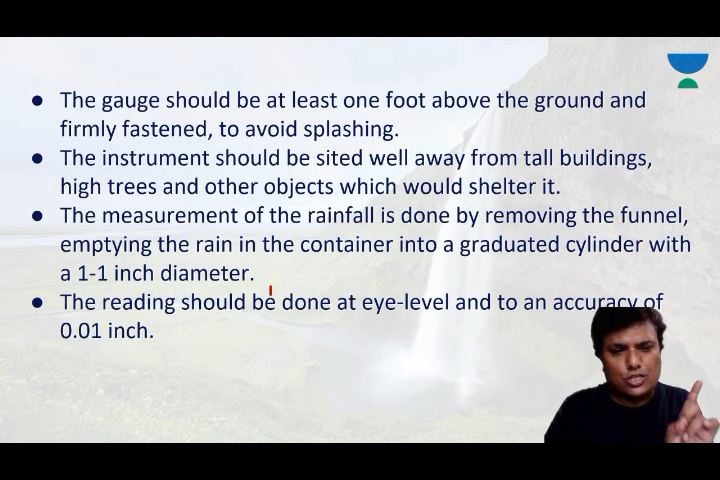 ● The gauge should be at least one foot above the ground and
firmly fastened, to avoid splashing.
● The instrument should be sited well away from tall buildings,
high trees and other objects which would shelter it.
● The measurement of the rainfall is done by removing the funnel,
emptying the rain in the container into a graduated cylinder with
a 1-1 inch diameter.
● The reading should be done at eye-level and to an accuracy of
0.01 inch.